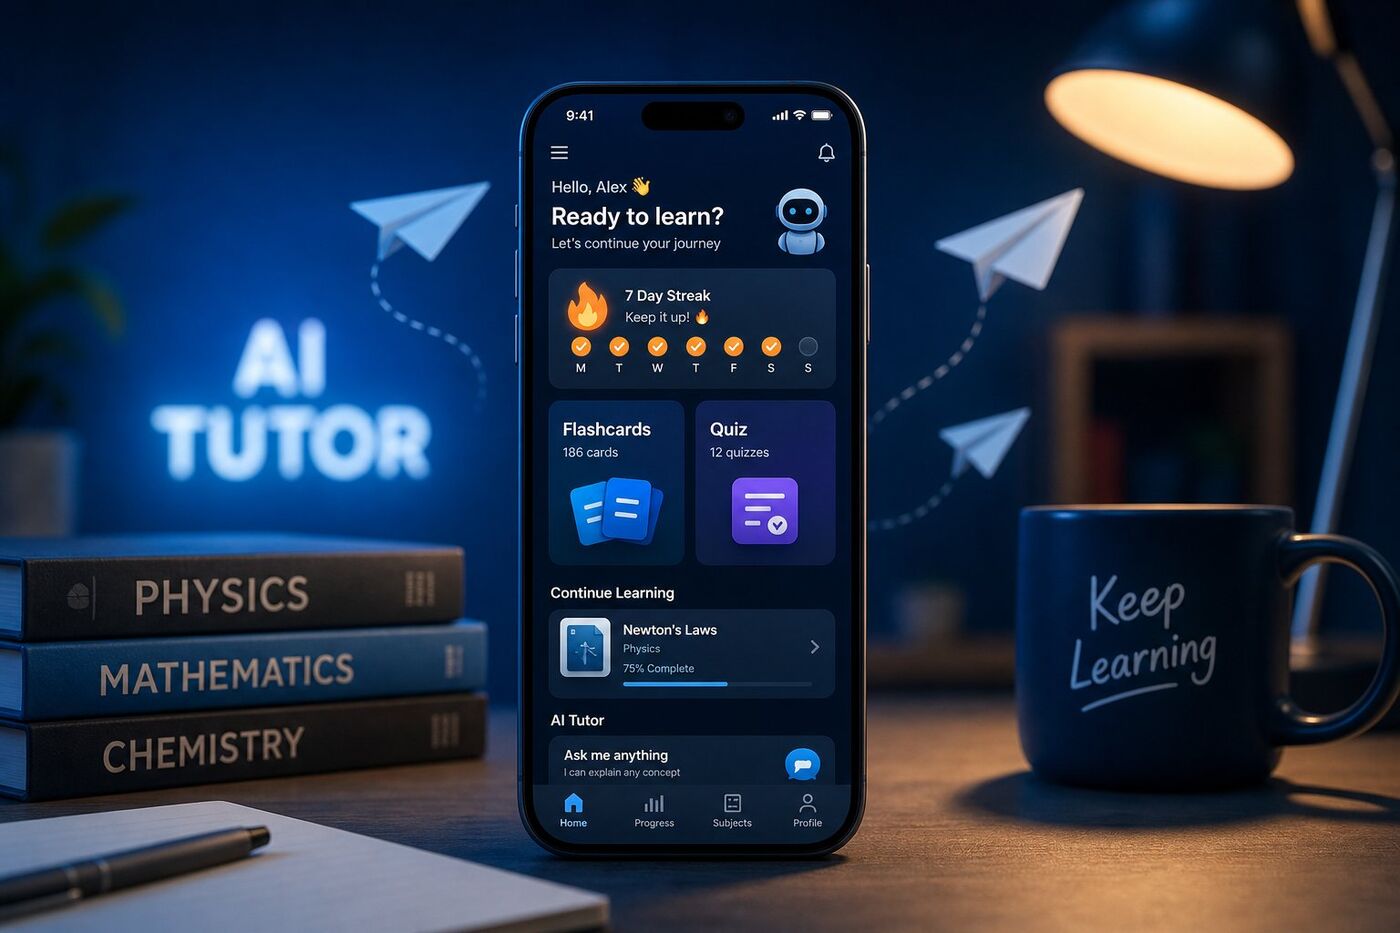 AI
TUTOR
PHYSICS
MATHEMATICS
CHEMISTRY
9:41
Hello, Alex 👋
Ready to learn?
Let's continue your journey
7 Day Streak
Keep it up! 🔥
M T W T F S S
Flashcards
186 cards
Quiz
12 quizzes
Continue Learning
Newton's Laws
Physics
75% Complete
AI Tutor
Ask me anything
I can explain any concept
Home Progress Subjects Profile
Keep
Learning